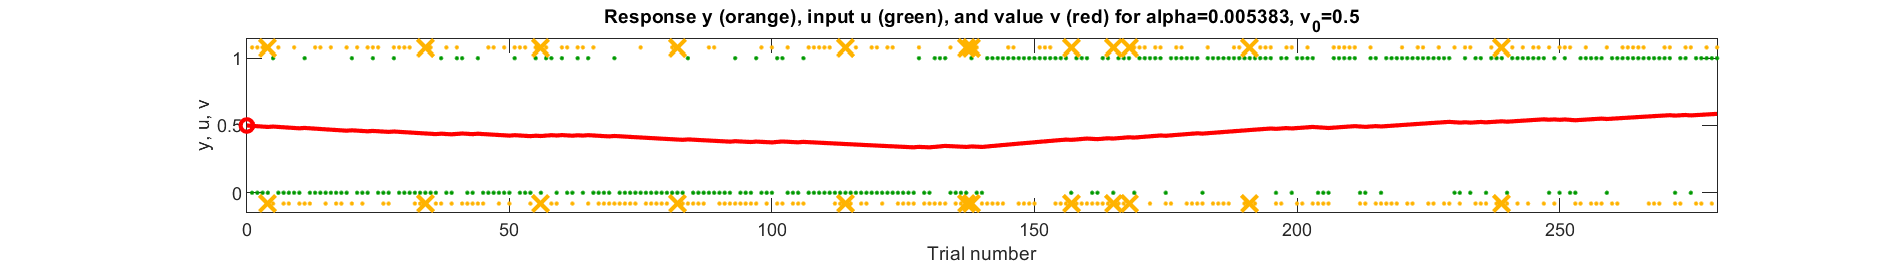 Response y (orange), input u (green), and value v (red) for alpha=0.005383, v0=0.5
1
0.5
0
y, u, v
0 50 100 150 200 250
Trial number